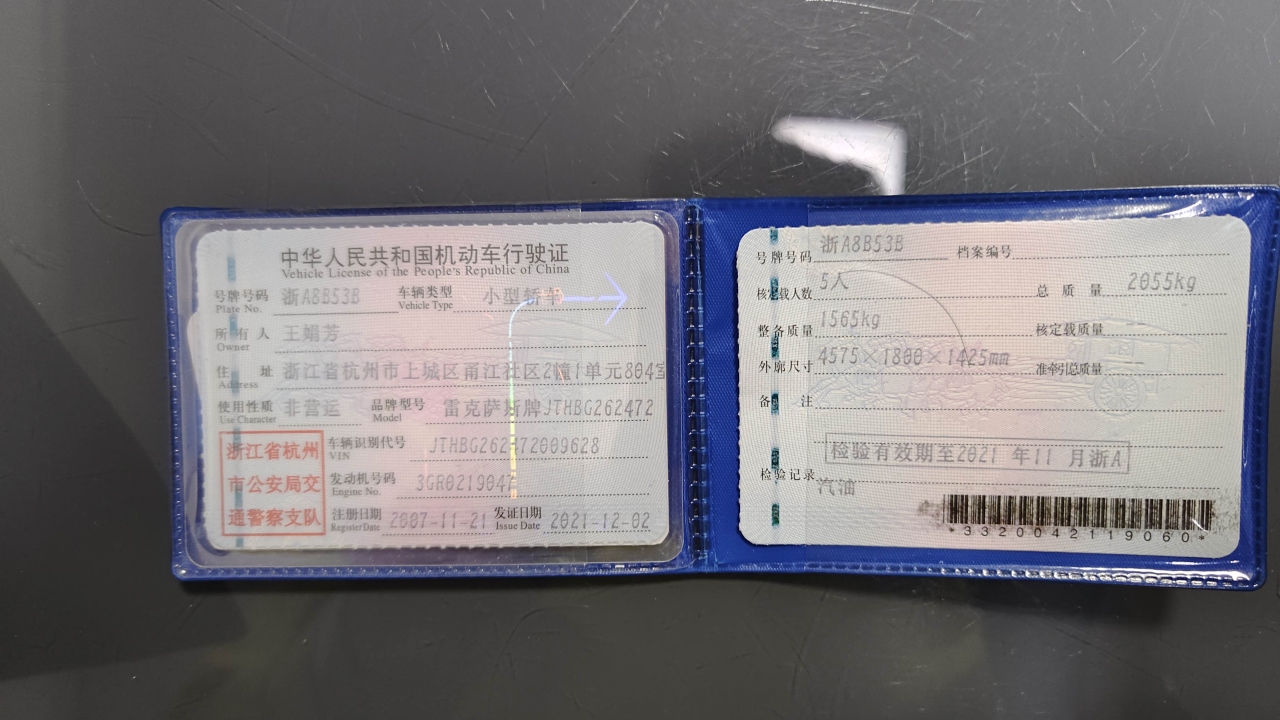 中华人民共和国机动车行驶证
Vehicle License of the People's Republic of China
号牌号码 浙A8B53B 车辆类型 小型轿车
Plate No. Vehicle Type
所有人 王娟芳
Owner
住址 浙江省杭州市上城区甬江社区2幢1单元804室
Address
使用性质 非营运 品牌型号 雷克萨斯牌JTHBG262472
Use Character Model
浙江省杭州
市公安局交
通警察支队
车辆识别代号 JTHBG262472009628
VIN
发动机号码 3GR0219047
Engine No.
注册日期 2007-11-21 发证日期 2021-12-02
Register Date Issue Date
号牌号码 浙A8B53B 档案编号
核定载人数 5人 总质量 2055kg
整备质量 1565kg 核定载质量 --
外廓尺寸 4575×1800×1425mm 准牵引总质量 --
备注
检验有效期至2021年11月浙A
检验记录
汽油
*3320042119060*